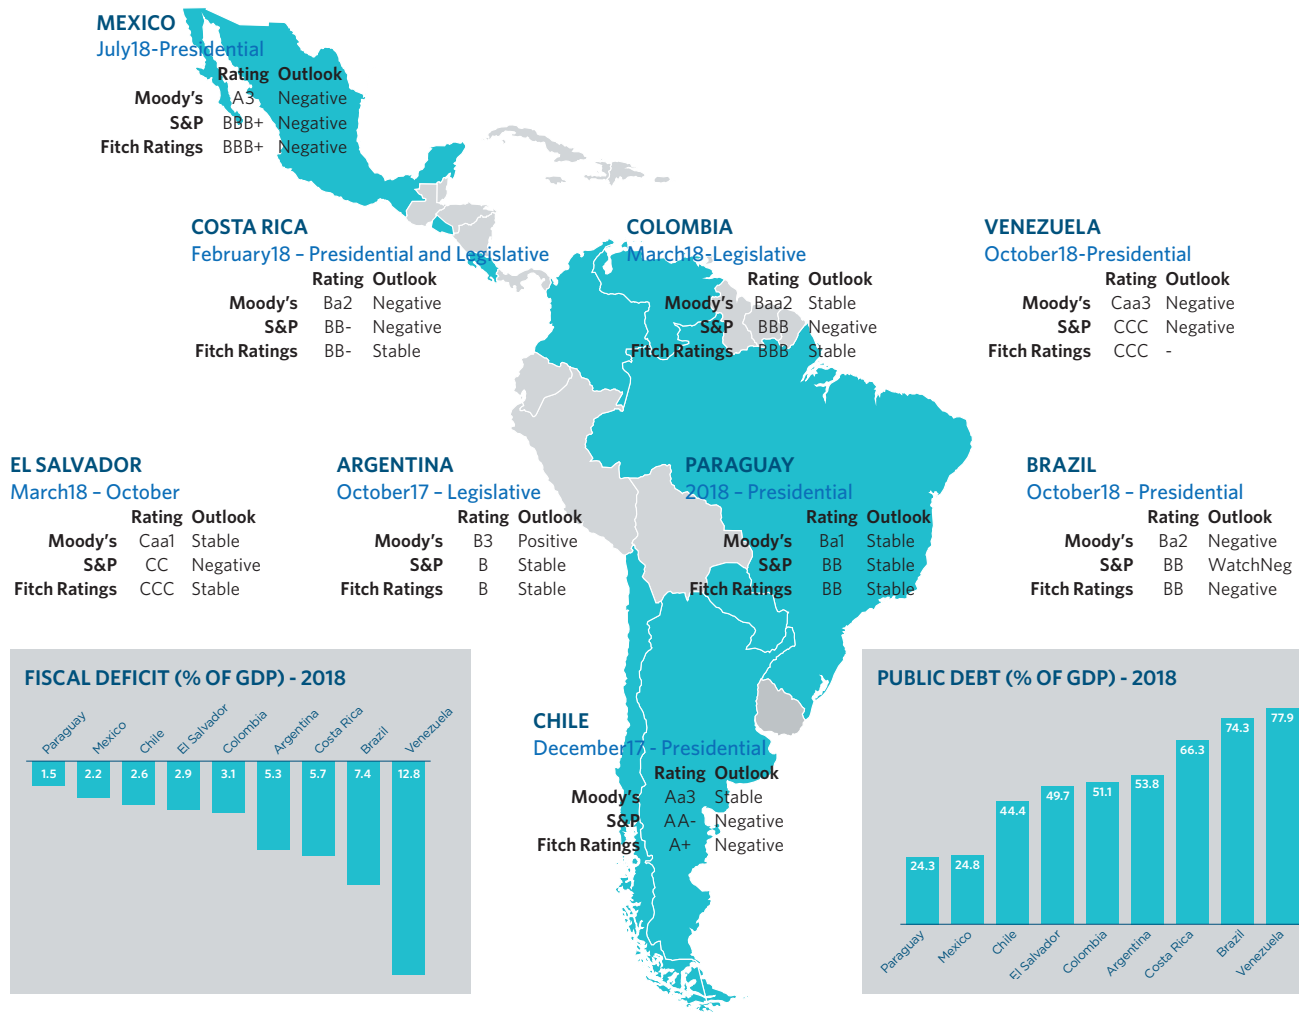 MEXICO
July18-Presidential
Rating Outlook
Moody's A3 Negative
S&P BBB+ Negative
Fitch Ratings BBB+ Negative
COSTA RICA
February18 – Presidential and Legislative
Rating Outlook
Moody's Ba2 Negative
S&P BB- Negative
Fitch Ratings BB- Stable
COLOMBIA
March18-Legislative
Rating Outlook
Moody's Baa2 Stable
S&P BBB Negative
Fitch Ratings BBB Stable
VENEZUELA
October18-Presidential
Rating Outlook
Moody's Caa3 Negative
S&P CCC Negative
Fitch Ratings CCC -
EL SALVADOR
March18 – October
Rating Outlook
Moody's Caa1 Stable
S&P CC Negative
Fitch Ratings CCC Stable
ARGENTINA
October17 – Legislative
Rating Outlook
Moody's B3 Positive
S&P B Stable
Fitch Ratings B Stable
PARAGUAY
2018 – Presidential
Rating Outlook
Moody's Ba1 Stable
S&P BB Stable
Fitch Ratings BB Stable
BRAZIL
October18 – Presidential
Rating Outlook
Moody's Ba2 Negative
S&P BB WatchNeg
Fitch Ratings BB Negative
CHILE
December17 - Presidential
Rating Outlook
Moody's Aa3 Stable
S&P AA- Negative
Fitch Ratings A+ Negative
FISCAL DEFICIT (% OF GDP) - 2018
Paraguay Mexico Chile El Salvador Colombia Argentina Costa Rica Brazil Venezuela
1.5 2.2 2.6 2.9 3.1 5.3 5.7 7.4 12.8
PUBLIC DEBT (% OF GDP) - 2018
24.3 24.8 44.4 49.7 51.1 53.8 66.3 74.3 77.9
Paraguay Mexico Chile El Salvador Colombia Argentina Costa Rica Brazil Venezuela